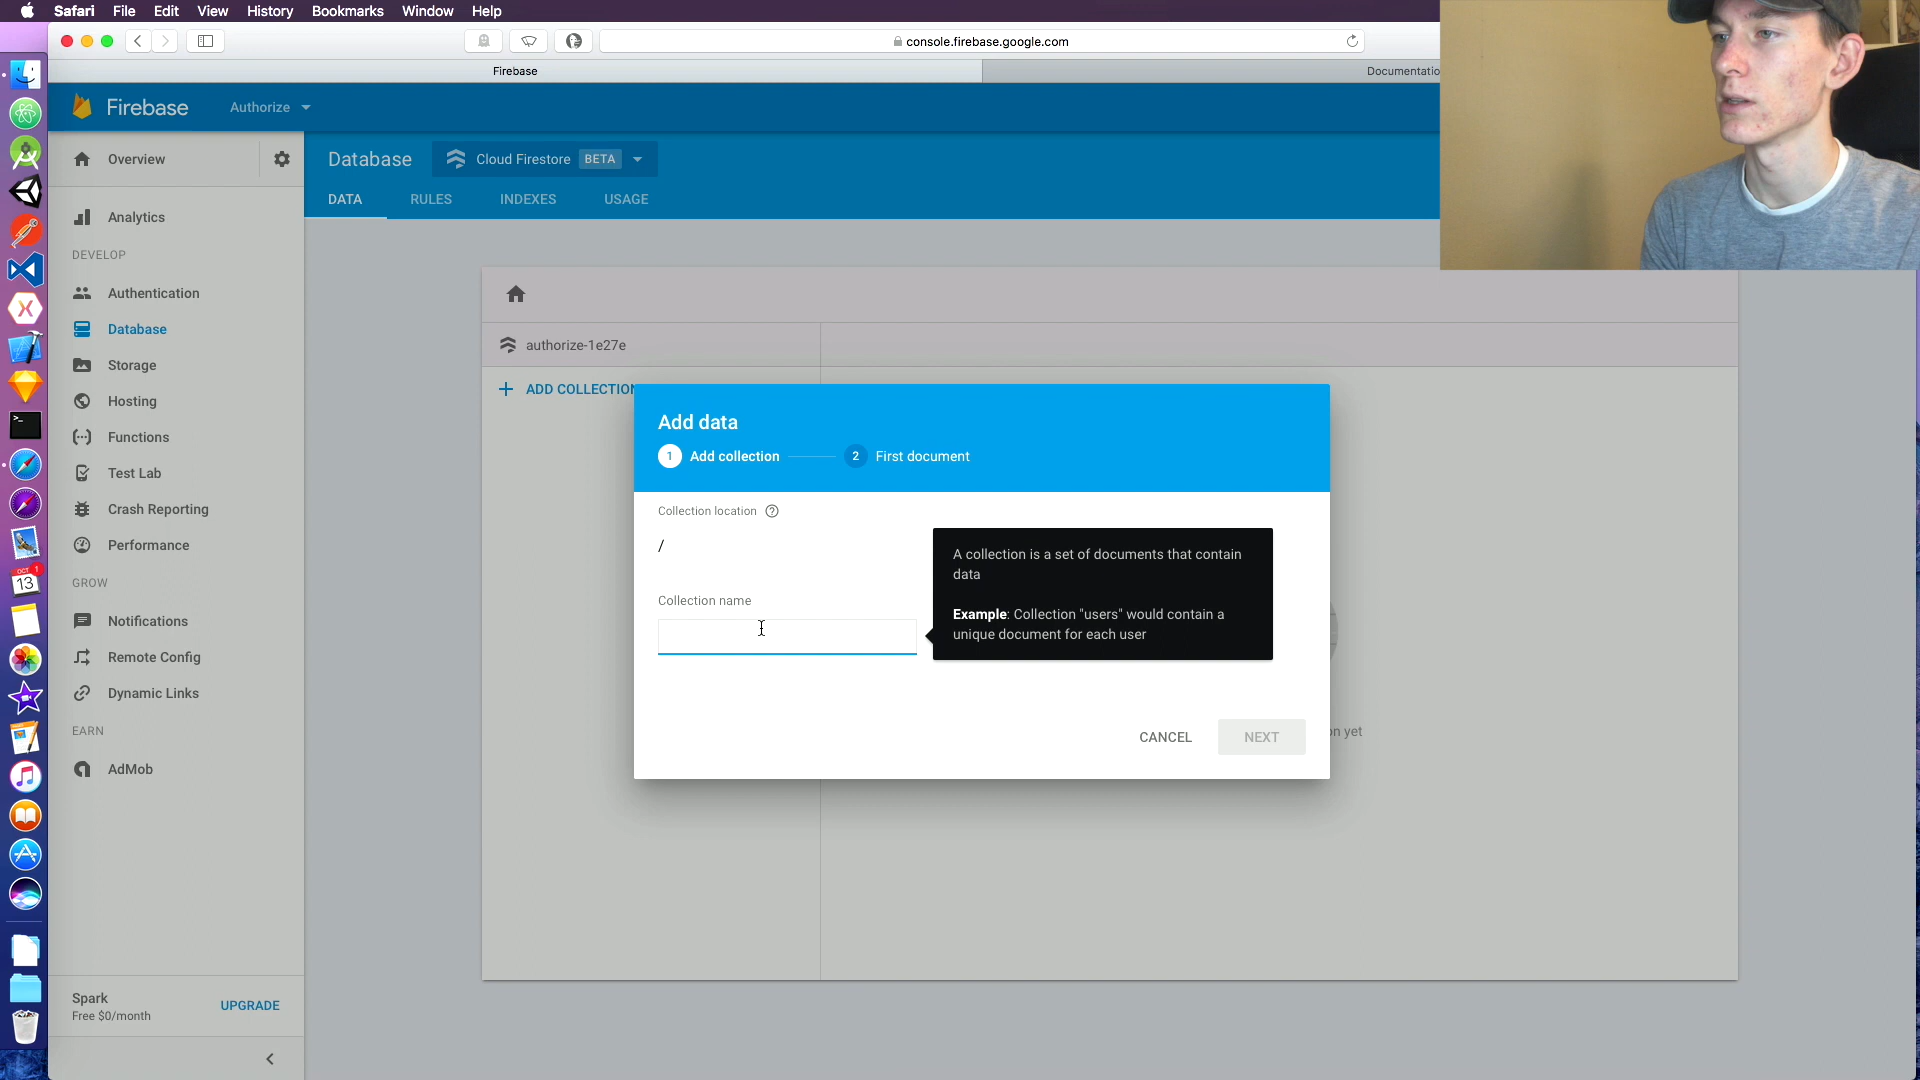 Safari File Edit View History Bookmarks Window Help
console.firebase.google.com
Firebase
Documentatio
Firebase
Authorize
Overview
Database
Cloud Firestore BETA
DATA RULES INDEXES USAGE
Analytics
DEVELOP
Authentication
Database
Storage
Hosting
Functions
Test Lab
Crash Reporting
Performance
GROW
Notifications
Remote Config
Dynamic Links
EARN
AdMob
Spark
Free $0/month
UPGRADE
authorize-1e27e
ADD COLLECTION
Add data
1 Add collection
2 First document
Collection location
/
Collection name
A collection is a set of documents that contain
data
Example: Collection "users" would contain a
unique document for each user
CANCEL NEXT
on yet
OCT 1
13